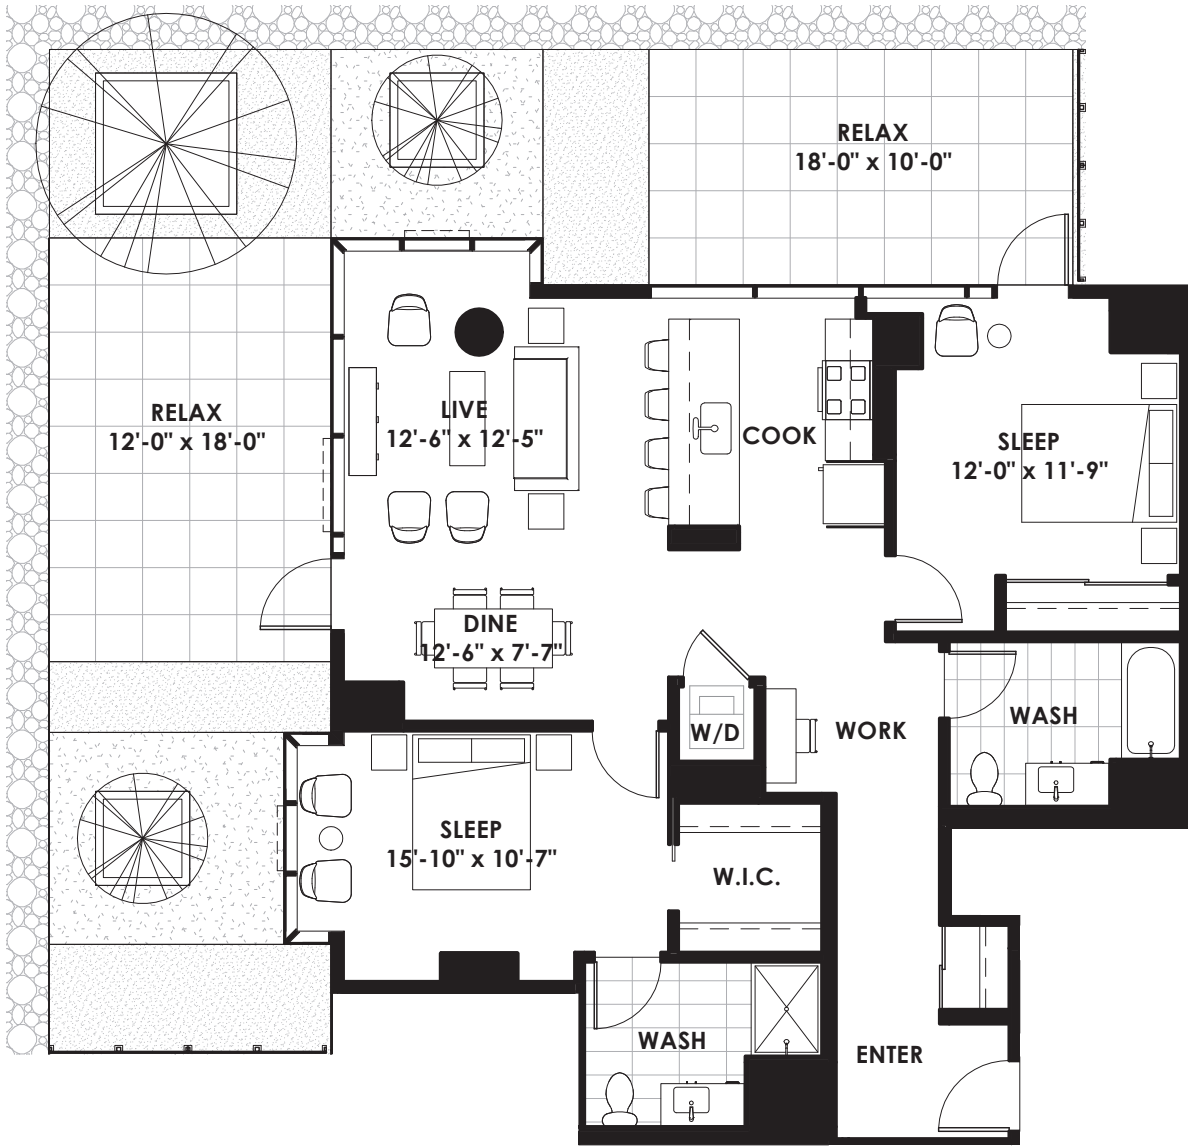 RELAX
18'-0" x 10'-0"
RELAX
12'-0" x 18'-0"
LIVE
12'-6" x 12'-5"
COOK
SLEEP
12'-0" x 11'-9"
DINE
12'-6" x 7'-7"
W/D
WORK
WASH
SLEEP
15'-10" x 10'-7"
W.I.C.
WASH
ENTER